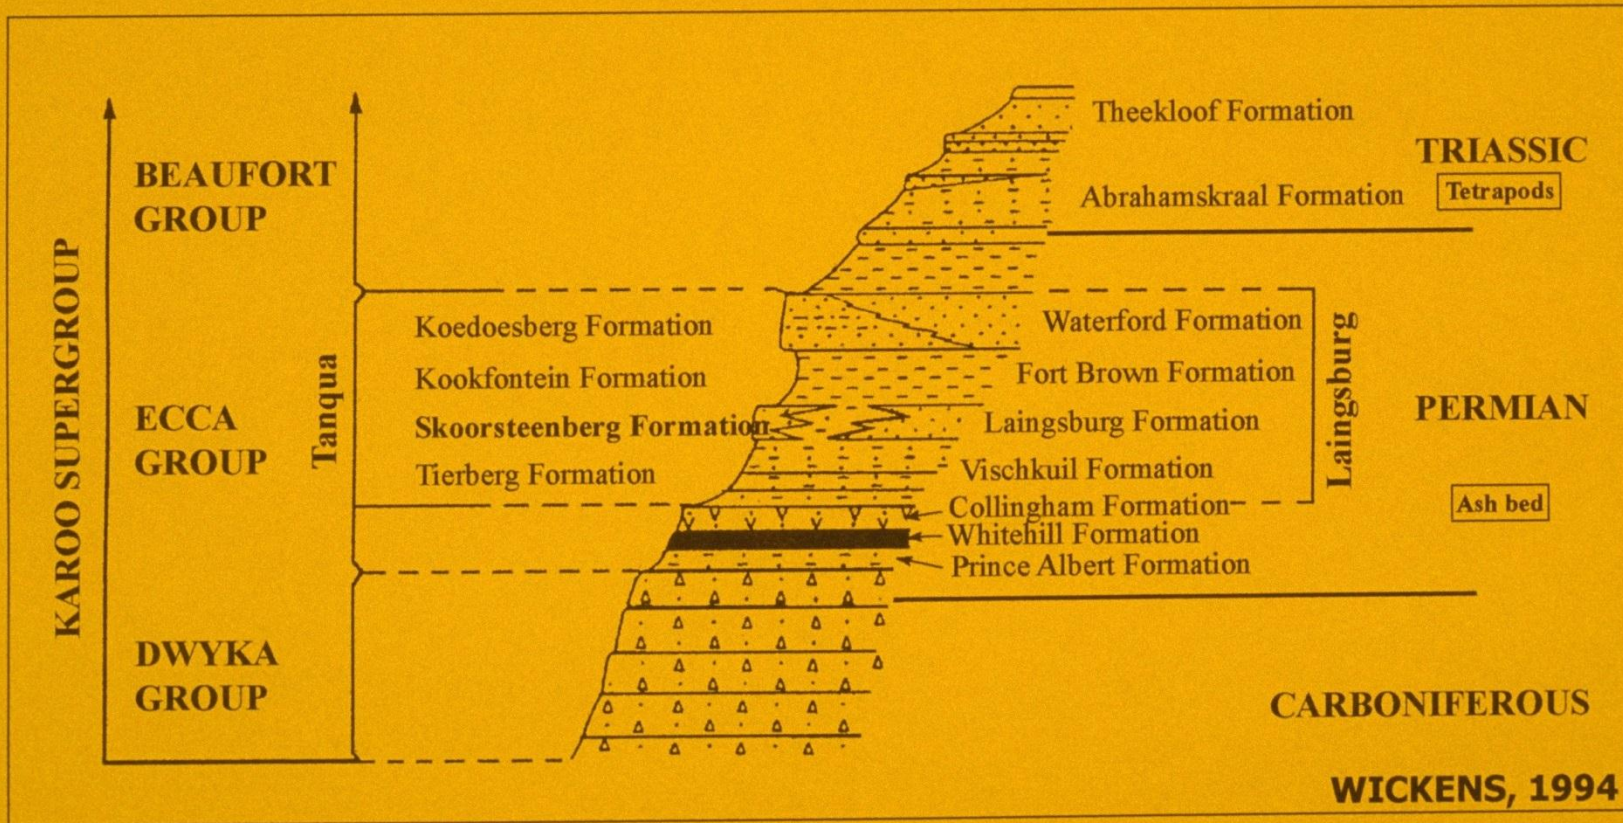 KAROO SUPERGROUP
BEAUFORT
GROUP
ECCA
GROUP
DWYKA
GROUP
Tanqua
Koedoesberg Formation
Kookfontein Formation
Skoorsteenberg Formation
Tierberg Formation
Theekloof Formation
Abrahamskraal Formation
Waterford Formation
Fort Brown Formation
Laingsburg Formation
Vischkuil Formation
Collingham Formation
Whitehill Formation
Prince Albert Formation
Laingsburg
TRIASSIC
Tetrapods
PERMIAN
Ash bed
CARBONIFEROUS
WICKENS, 1994